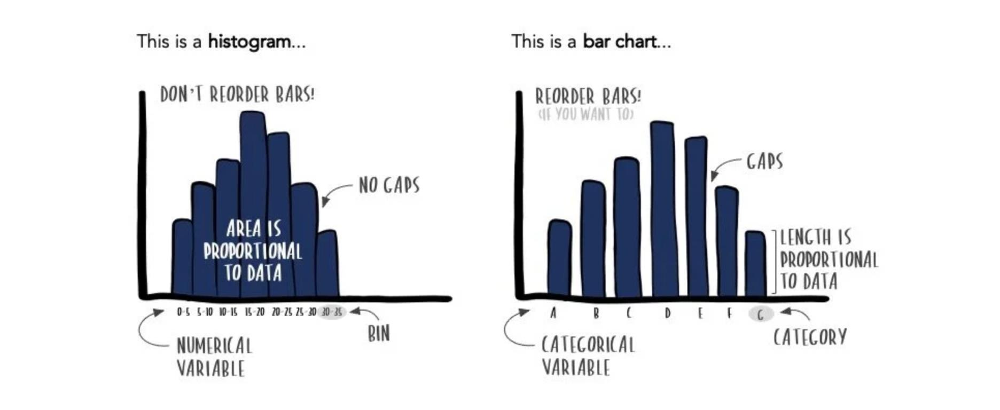 This is a histogram...
DON'T REORDER BARS!
NO GAPS
AREA IS
PROPORTIONAL
TO DATA
0-5 5-10 10-15 15-20 20-25 25-30 30-35
BIN
NUMERICAL
VARIABLE
This is a bar chart...
REORDER BARS!
(IF YOU WANT TO)
GAPS
LENGTH IS
PROPORTIONAL
TO DATA
A B C D E F G
CATEGORY
CATEGORICAL
VARIABLE